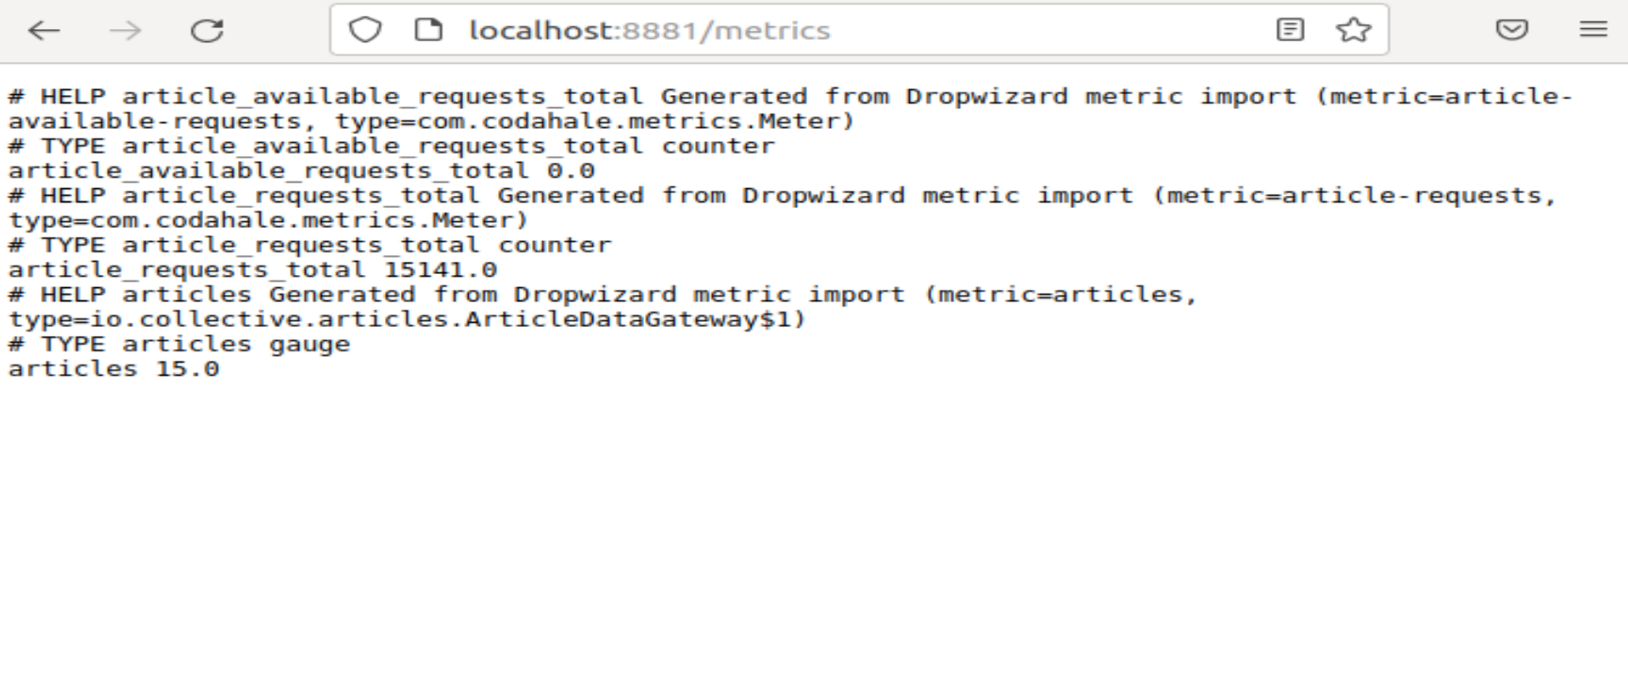 localhost:8881/metrics
# HELP article_available_requests_total Generated from Dropwizard metric import (metric=article-
available-requests, type=com.codahale.metrics.Meter)
# TYPE article_available_requests_total counter
article_available_requests_total 0.0
# HELP article_requests_total Generated from Dropwizard metric import (metric=article-requests,
type=com.codahale.metrics.Meter)
# TYPE article_requests_total counter
article_requests_total 15141.0
# HELP articles Generated from Dropwizard metric import (metric=articles,
type=io.collective.articles.ArticleDataGateway$1)
# TYPE articles gauge
articles 15.0